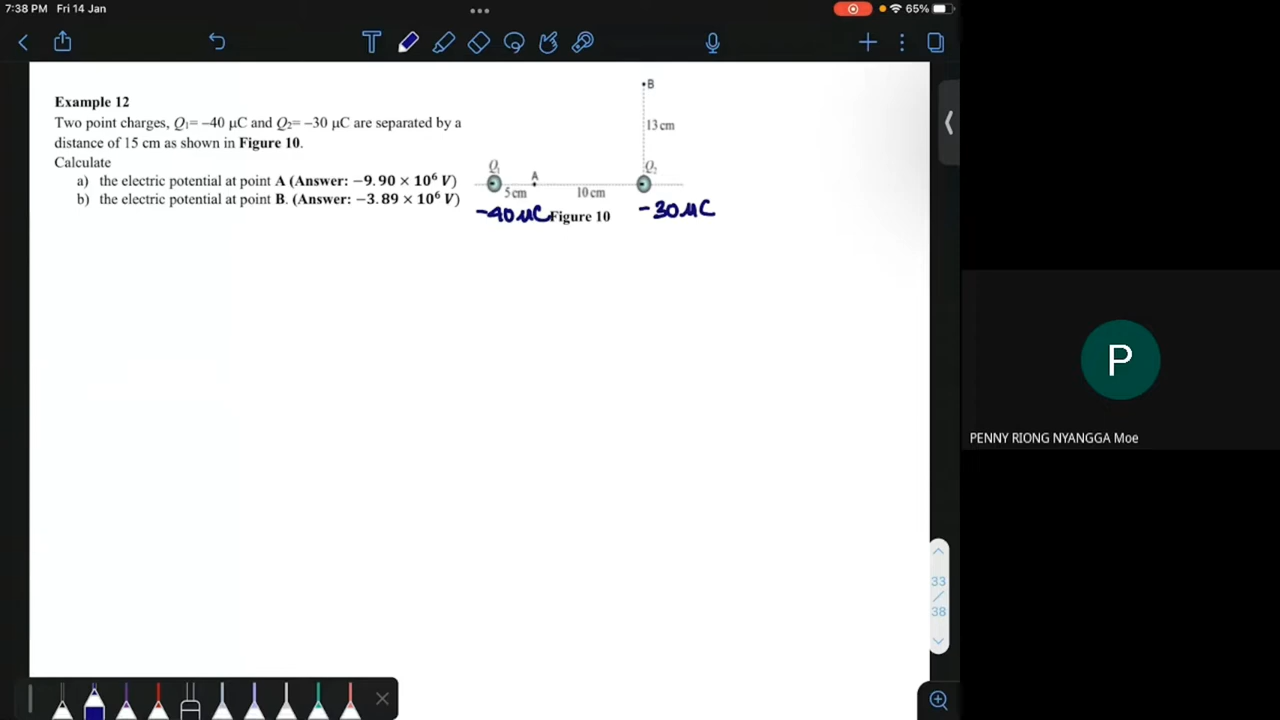 7:38 PM Fri 14 Jan
65%
T
Example 12
Two point charges, Q₁= –40 μC and Q₂= –30 μC are separated by a
distance of 15 cm as shown in Figure 10.
Calculate
a) the electric potential at point A (Answer: −9.90 × 10⁶ V)
b) the electric potential at point B. (Answer: −3.89 × 10⁶ V)
B
13 cm
Q₁
A
Q₂
5 cm
10 cm
-40 μC
Figure 10
-30 μC
33
/
38
P
PENNY RIONG NYANGGA Moe